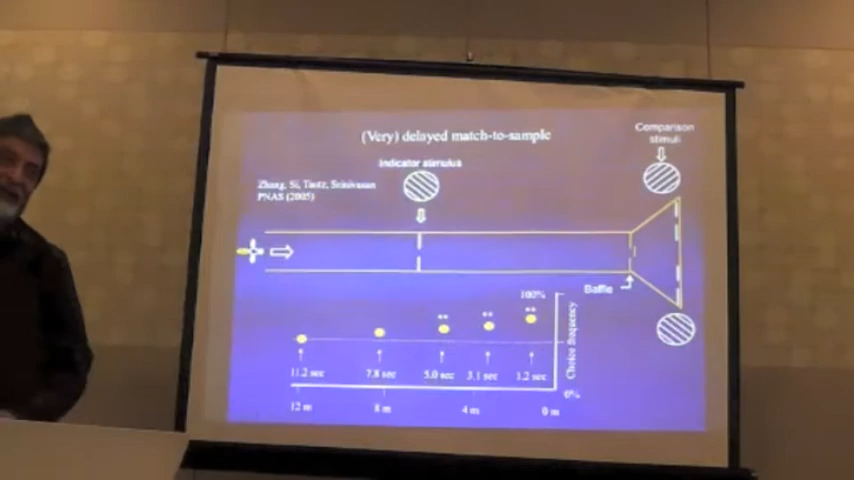 (Very) delayed match-to-sample
Comparison
stimuli
Indicator stimulus
Zhang, Si, Tautz, Srinivasan
PNAS (2005)
Baffle
100%
** ** **
Choice frequency
11.2 sec 7.8 sec 5.0 sec 3.1 sec 1.2 sec
0%
12 m 8 m 4 m 0 m